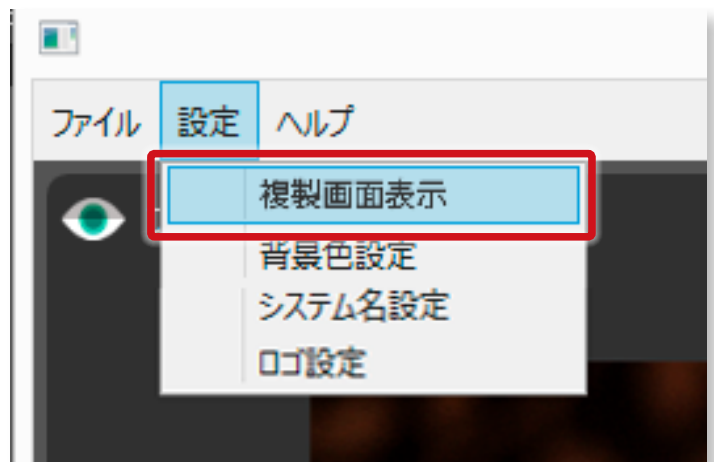 ファイル 設定 ヘルプ
複製画面表示
背景色設定
システム名設定
ロゴ設定